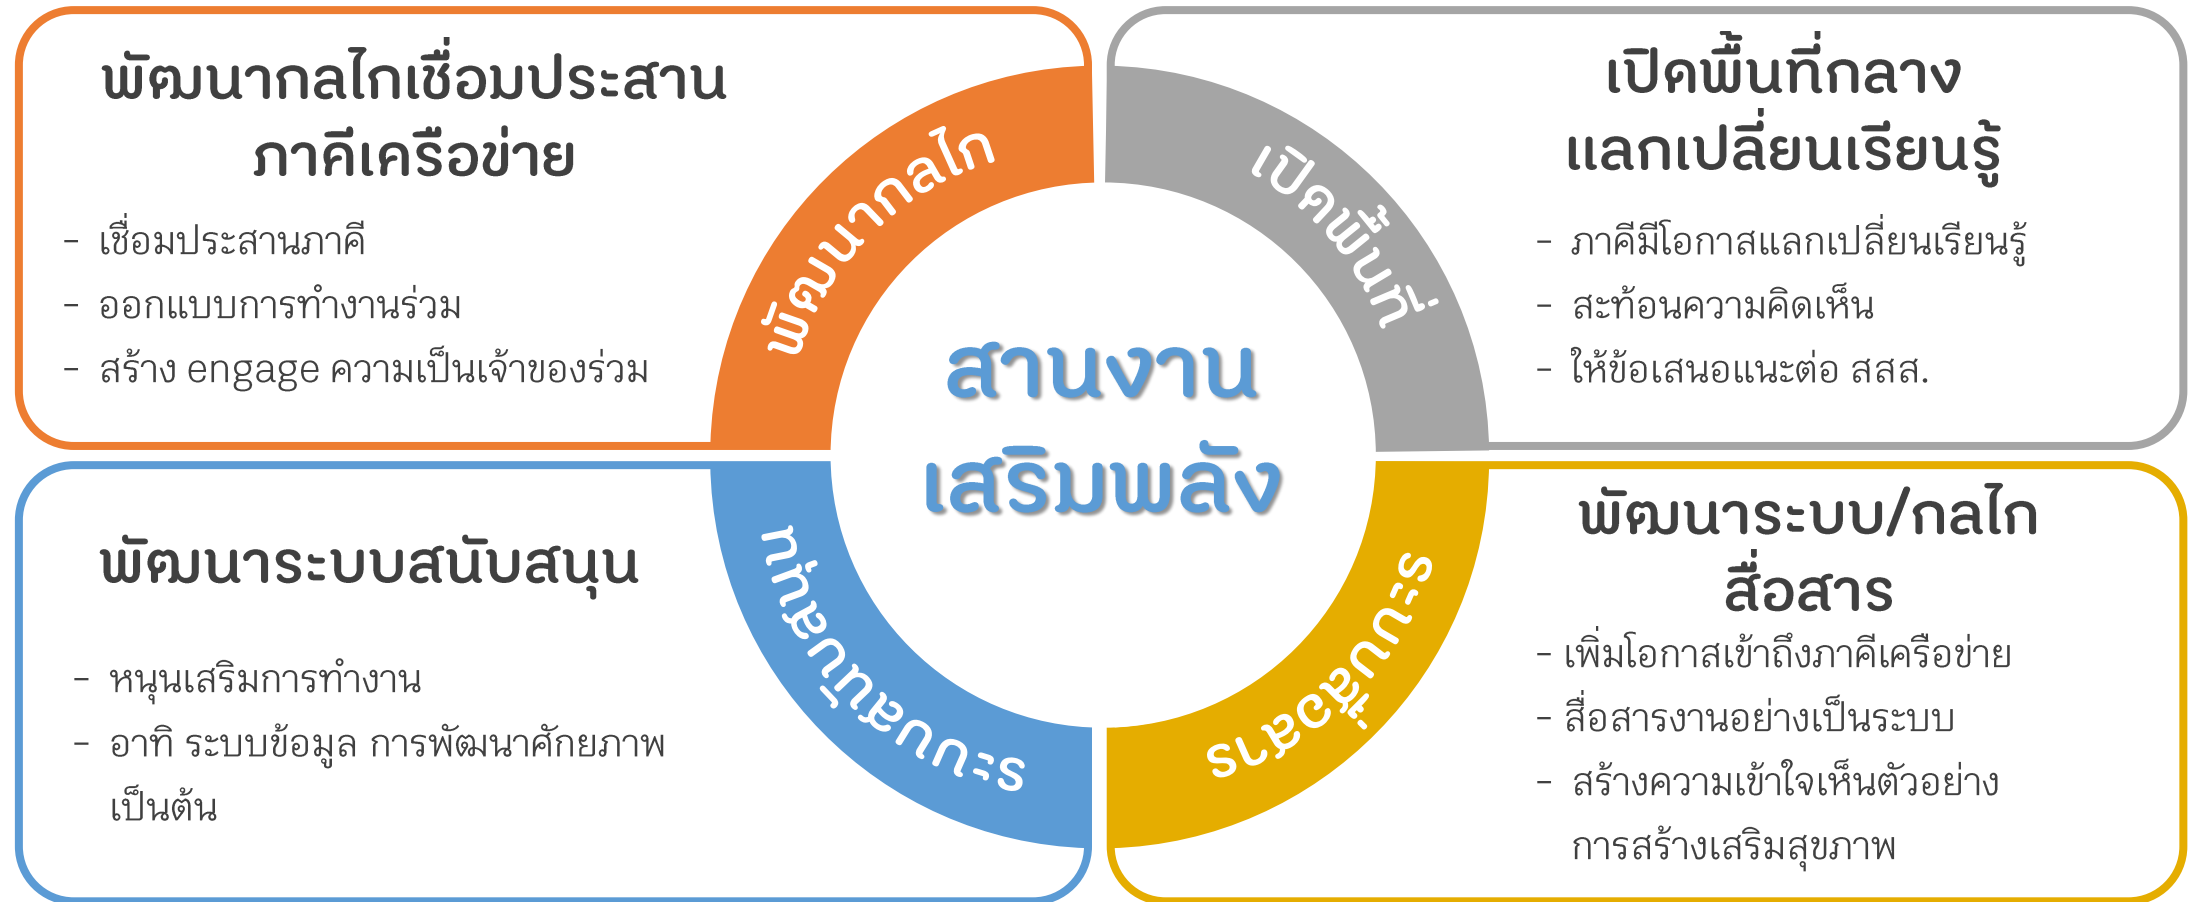 พัฒนากลไกเชื่อมประสาน
ภาคีเครือข่าย
- เชื่อมประสานภาคี
- ออกแบบการทำงานร่วม
- สร้าง engage ความเป็นเจ้าของร่วม
พัฒนากลไก
เปิดพื้นที่
เปิดพื้นที่กลาง
แลกเปลี่ยนเรียนรู้
- ภาคีมีโอกาสแลกเปลี่ยนเรียนรู้
- สะท้อนความคิดเห็น
- ให้ข้อเสนอแนะต่อ สสส.
สานงาน
เสริมพลัง
พัฒนาระบบสนับสนุน
- หนุนเสริมการทำงาน
- อาทิ ระบบข้อมูล การพัฒนาศักยภาพ
เป็นต้น
ระบบสนับสนุน
ระบบสื่อสาร
พัฒนาระบบ/กลไก
สื่อสาร
- เพิ่มโอกาสเข้าถึงภาคีเครือข่าย
- สื่อสารงานอย่างเป็นระบบ
- สร้างความเข้าใจเห็นตัวอย่าง
การสร้างเสริมสุขภาพ